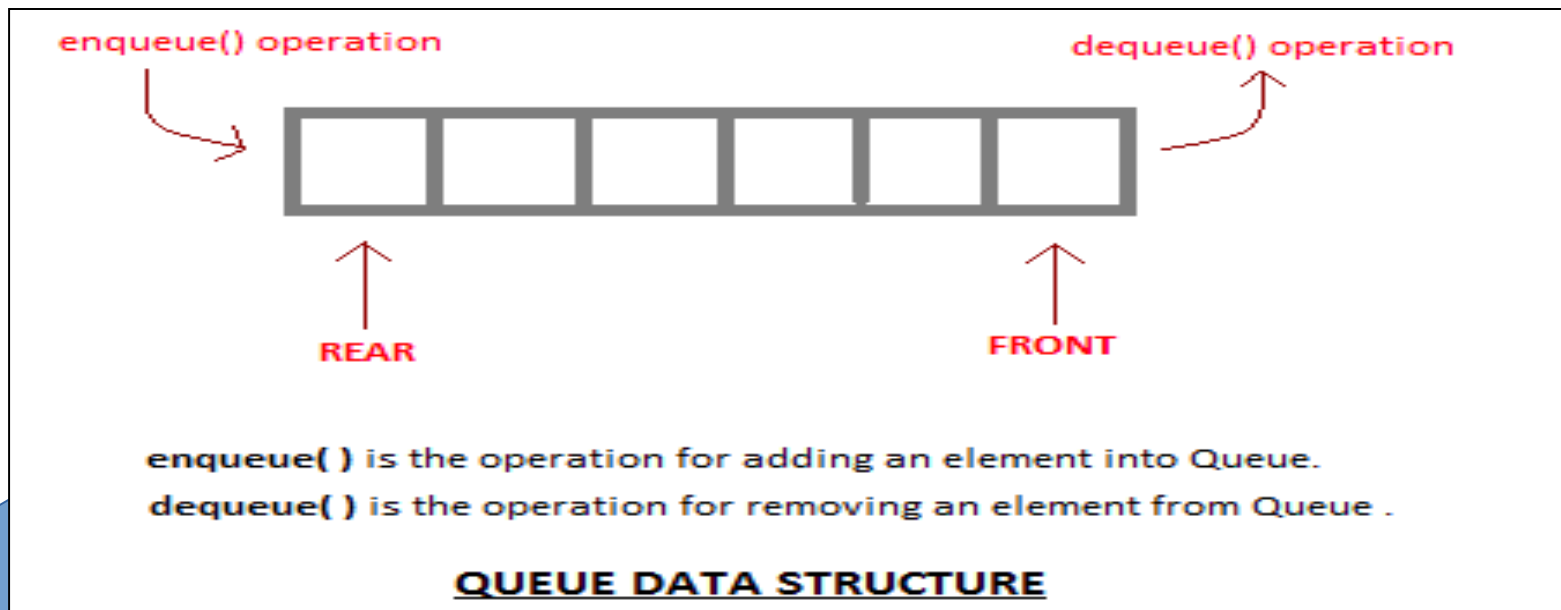 enqueue() operation
dequeue() operation
REAR
FRONT
enqueue( ) is the operation for adding an element into Queue.
dequeue( ) is the operation for removing an element from Queue .
QUEUE DATA STRUCTURE